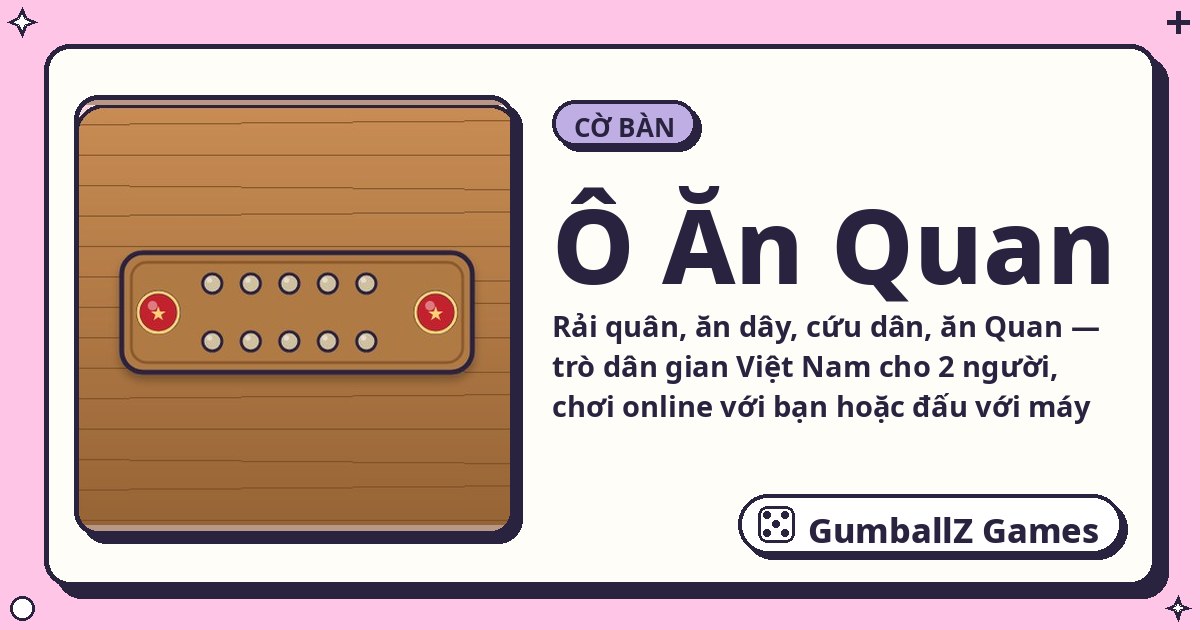 CỜ BÀN
Ô Ăn Quan
Rải quân, ăn dây, cứu dân, ăn Quan —
trò dân gian Việt Nam cho 2 người,
chơi online với bạn hoặc đấu với máy
GumballZ Games